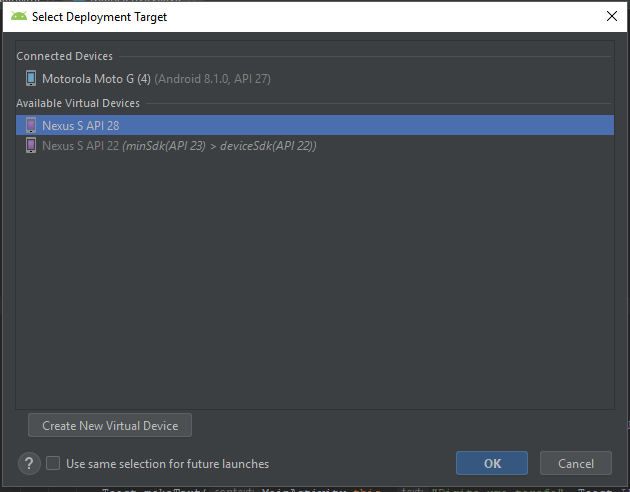 Select Deployment Target
Connected Devices
Motorola Moto G (4) (Android 8.1.0, API 27)
Available Virtual Devices
Nexus S API 28
Nexus S API 22 (minSdk(API 23) > deviceSdk(API 22))
Create New Virtual Device
? Use same selection for future launches OK Cancel